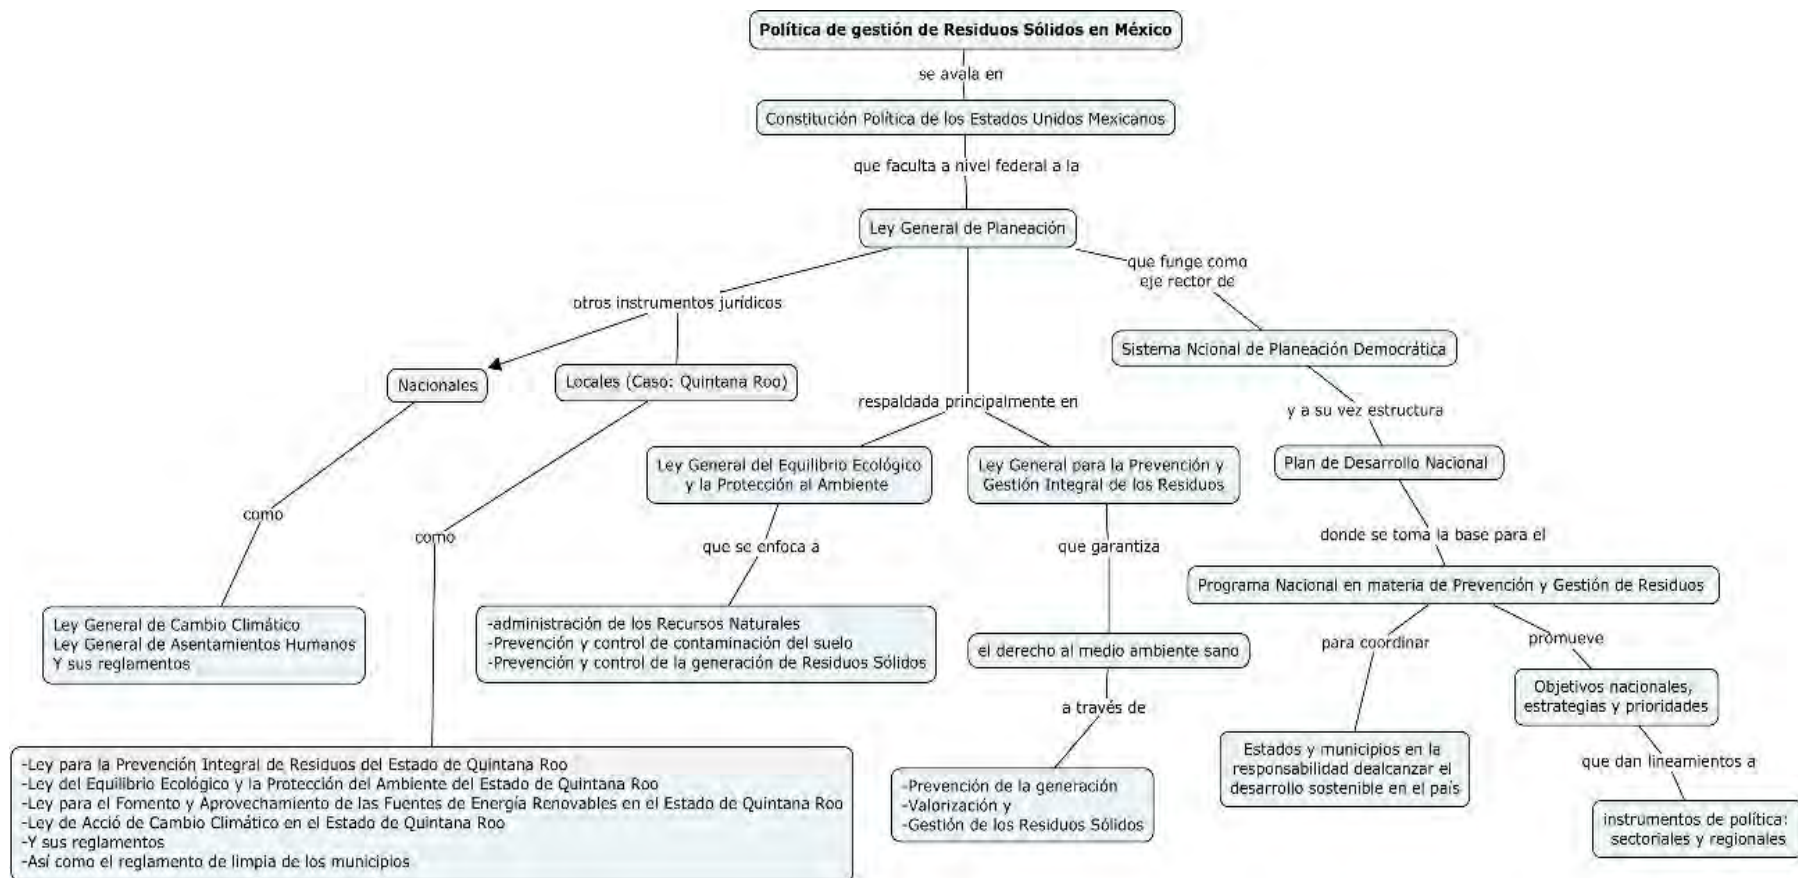 Política de gestión de Residuos Sólidos en México
se avala en
Constitución Política de los Estados Unidos Mexicanos
que faculta a nivel federal a la
Ley General de Planeación
otros instrumentos jurídicos
Nacionales
como
Ley General de Cambio Climático
Ley General de Asentamientos Humanos
Y sus reglamentos
Locales (Caso: Quintana Roo)
como
-Ley para la Prevención Integral de Residuos del Estado de Quintana Roo
-Ley del Equilibrio Ecológico y la Protección del Ambiente del Estado de Quintana Roo
-Ley para el Fomento y Aprovechamiento de las Fuentes de Energía Renovables en el Estado de Quintana Roo
-Ley de Acció de Cambio Climático en el Estado de Quintana Roo
-Y sus reglamentos
-Así como el reglamento de limpia de los municipios
respaldada principalmente en
Ley General del Equilibrio Ecológico
y la Protección al Ambiente
que se enfoca a
-administración de los Recursos Naturales
-Prevención y control de contaminación del suelo
-Prevención y control de la generación de Residuos Sólidos
Ley General para la Prevención y
Gestión Integral de los Residuos
que garantiza
el derecho al medio ambiente sano
a través de
-Prevención de la generación
-Valorización y
-Gestión de los Residuos Sólidos
que funge como
eje rector de
Sistema Ncional de Planeación Democrática
y a su vez estructura
Plan de Desarrollo Nacional
donde se toma la base para el
Programa Nacional en materia de Prevención y Gestión de Residuos
para coordinar
Estados y municipios en la
responsabilidad dealcanzar el
desarrollo sostenible en el país
promueve
Objetivos nacionales,
estrategias y prioridades
que dan lineamientos a
instrumentos de política:
sectoriales y regionales